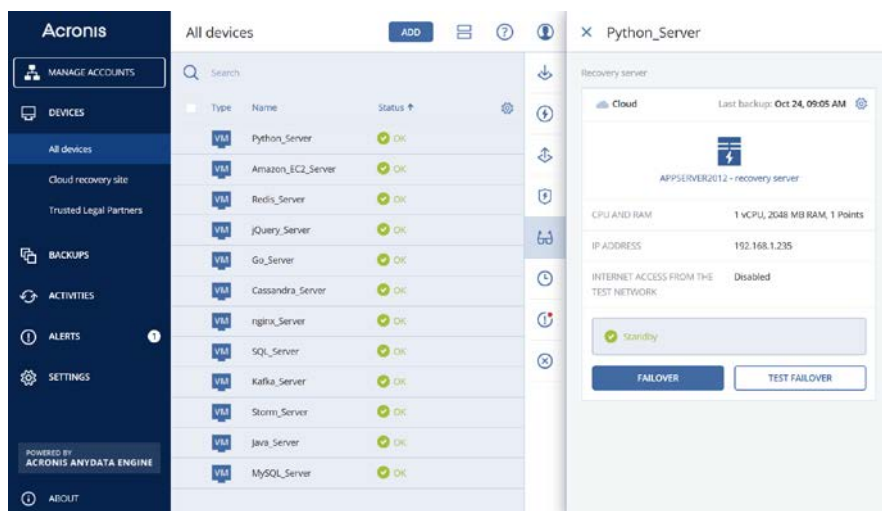 Acronis
MANAGE ACCOUNTS
DEVICES
All devices
Cloud recovery site
Trusted Legal Partners
BACKUPS
ACTIVITIES
ALERTS
1
SETTINGS
POWERED BY
ACRONIS ANYDATA ENGINE
ABOUT
All devices
ADD
Search
Type Name Status
VM Python_Server OK
VM Amazon_EC2_Server OK
VM Redis_Server OK
VM jQuery_Server OK
VM Go_Server OK
VM Cassandra_Server OK
VM nginx_Server OK
VM SQL_Server OK
VM Kafka_Server OK
VM Storm_Server OK
VM Java_Server OK
VM MySQL_Server OK
Python_Server
Recovery server
Cloud Last backup: Oct 24, 09:05 AM
APPSERVER2012 - recovery server
CPU AND RAM 1 vCPU, 2048 MB RAM, 1 Points
IP ADDRESS 192.168.1.235
INTERNET ACCESS FROM THE Disabled
TEST NETWORK
Standby
FAILOVER TEST FAILOVER